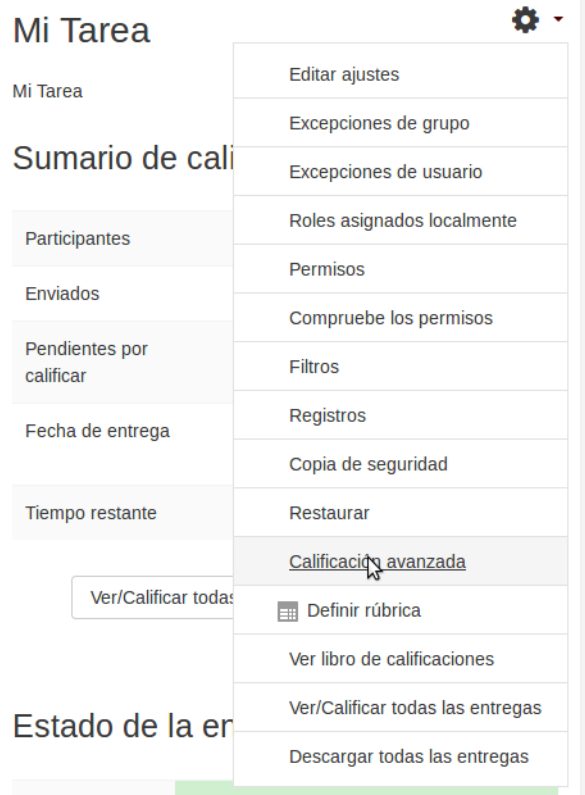 Mi Tarea
Mi Tarea
Sumario de cali
Participantes
Enviados
Pendientes por
calificar
Fecha de entrega
Tiempo restante
Ver/Calificar todas
Estado de la en
Editar ajustes
Excepciones de grupo
Excepciones de usuario
Roles asignados localmente
Permisos
Compruebe los permisos
Filtros
Registros
Copia de seguridad
Restaurar
Calificación avanzada
Definir rúbrica
Ver libro de calificaciones
Ver/Calificar todas las entregas
Descargar todas las entregas